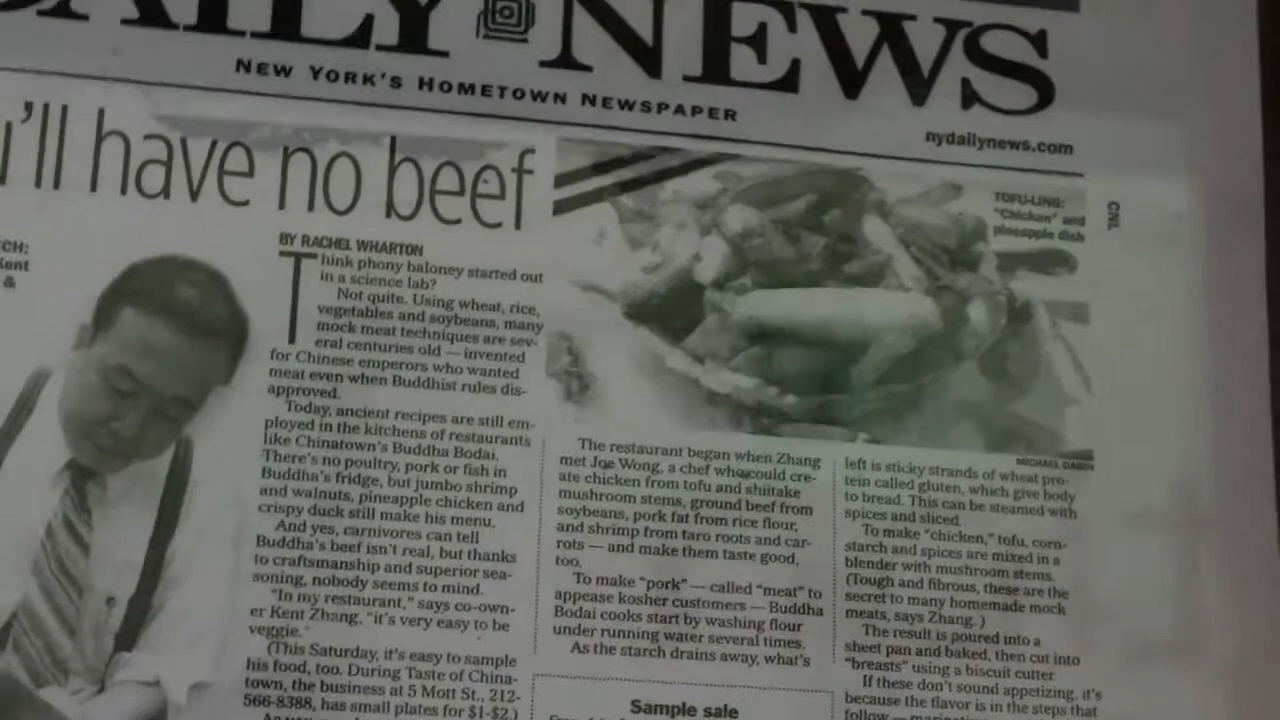 DAILY NEWS
NEW YORK'S HOMETOWN NEWSPAPER
nydailynews.com
'll have no beef
TOFU-LING:
"Chicken" and
pineapple dish
CNL
CH:
Kent
&
BY RACHEL WHARTON
Think phony baloney started out
in a science lab?
Not quite. Using wheat, rice,
vegetables and soybeans, many
mock meat techniques are sev-
eral centuries old — invented
for Chinese emperors who wanted
meat even when Buddhist rules dis-
approved.
Today, ancient recipes are still em-
ployed in the kitchens of restaurants
like Chinatown's Buddha Bodai.
There's no poultry, pork or fish in
Buddha's fridge, but jumbo shrimp
and walnuts, pineapple chicken and
crispy duck still make his menu.
And yes, carnivores can tell
Buddha's beef isn't real, but thanks
to craftsmanship and superior sea-
soning, nobody seems to mind.
"In my restaurant," says co-own-
er Kent Zhang, "it's very easy to be
veggie."
(This Saturday, it's easy to sample
his food, too. During Taste of China-
town, the business at 5 Mott St., 212-
566-8388, has small plates for $1-$2.)
MICHAEL DABIN
The restaurant began when Zhang
met Joe Wong, a chef who could cre-
ate chicken from tofu and shiitake
mushroom stems, ground beef from
soybeans, pork fat from rice flour,
and shrimp from taro roots and car-
rots — and make them taste good,
too.
To make "pork" — called "meat" to
appease kosher customers — Buddha
Bodai cooks start by washing flour
under running water several times.
As the starch drains away, what's
left is sticky strands of wheat pro-
tein called gluten, which give body
to bread. This can be steamed with
spices and sliced.
To make "chicken," tofu, corn-
starch and spices are mixed in a
blender with mushroom stems.
(Tough and fibrous, these are the
secret to many homemade mock
meats, says Zhang.)
The result is poured into a
sheet pan and baked, then cut into
"breasts" using a biscuit cutter.
If these don't sound appetizing, it's
because the flavor is in the steps that
follow —
Sample sale